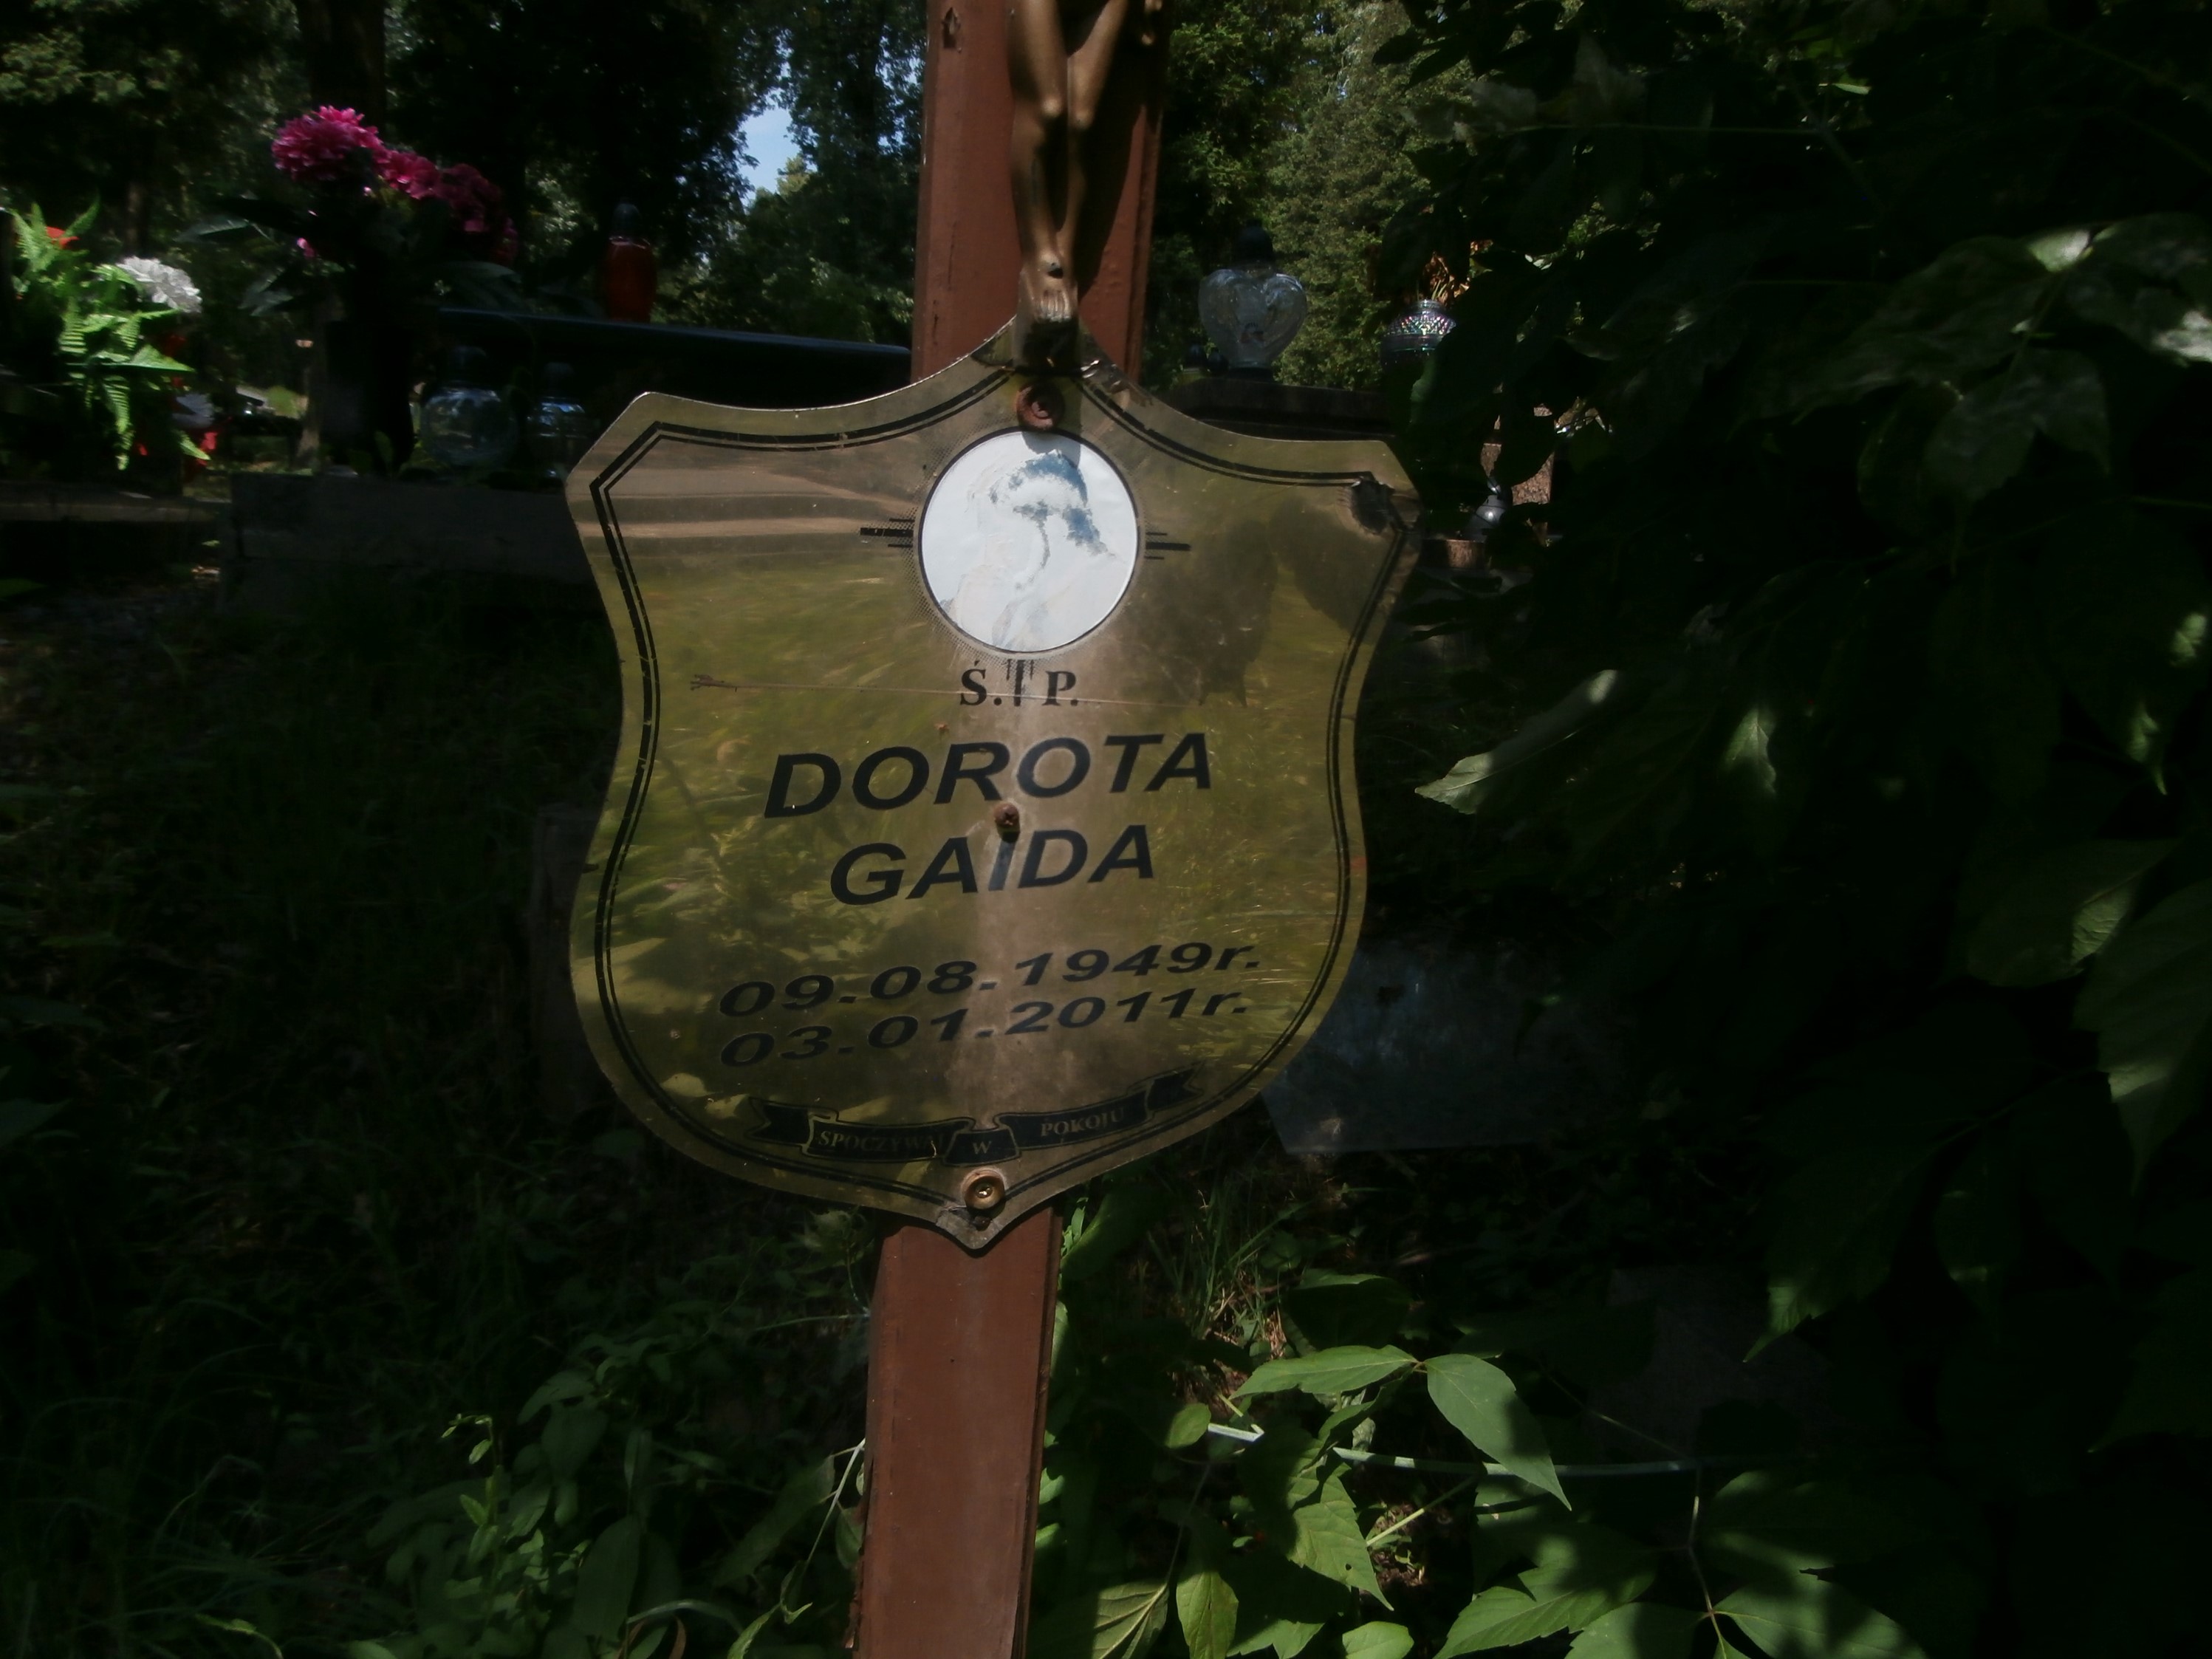 Ś. P.
DOROTA
GAIDA
09.08.1949r.
03.01.2011r.
SPOCZYWAJ W POKOJU